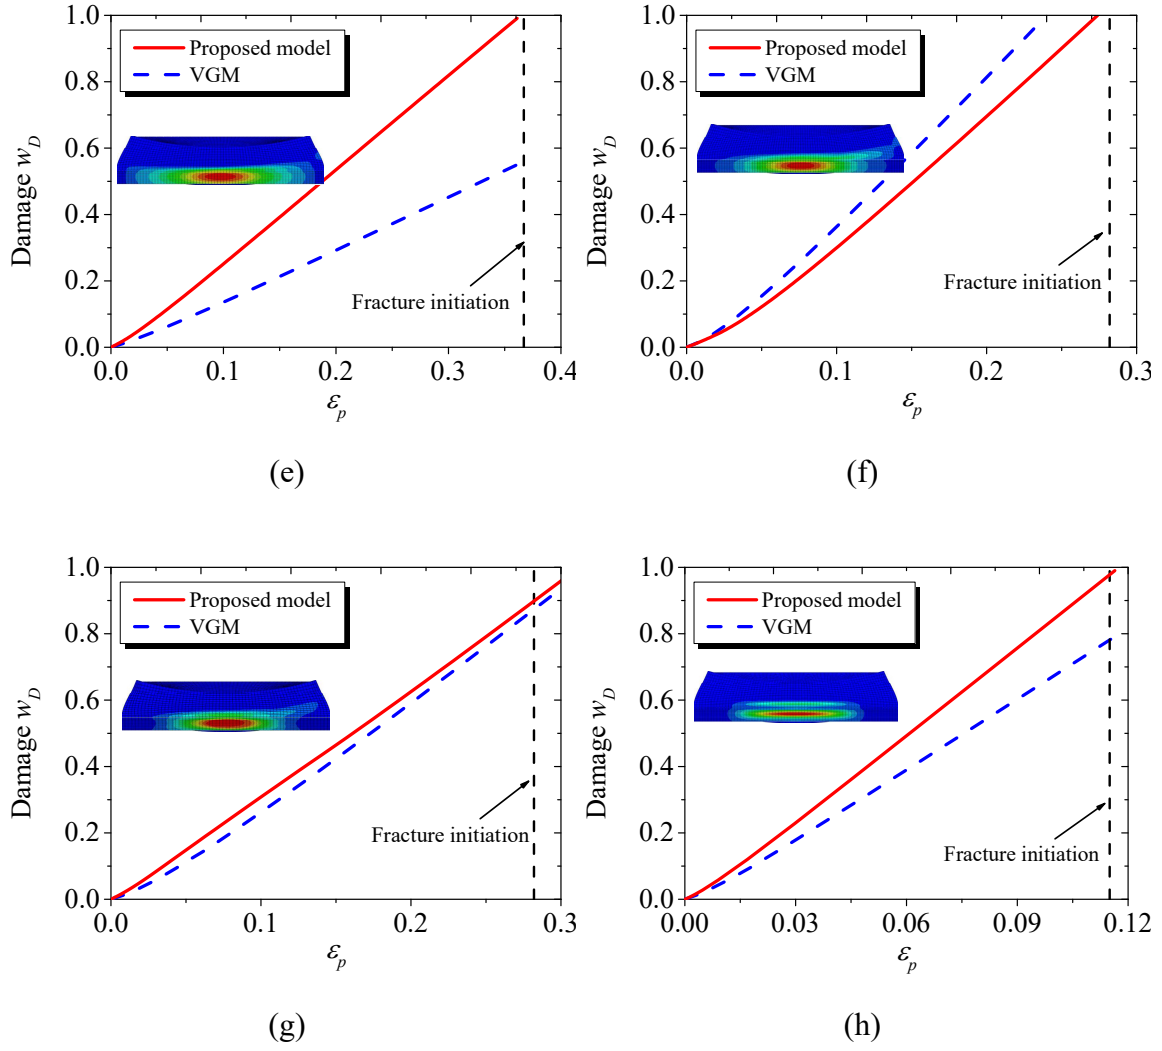 1.0
0.8
0.6
0.4
0.2
0.0
Damage w_D
Proposed model
VGM
Fracture initiation
0.0 0.1 0.2 0.3 0.4
ε_p
(e)
1.0
0.8
0.6
0.4
0.2
0.0
Damage w_D
Proposed model
VGM
Fracture initiation
0.0 0.1 0.2 0.3
ε_p
(f)
1.0
0.8
0.6
0.4
0.2
0.0
Damage w_D
Proposed model
VGM
Fracture initiation
0.0 0.1 0.2 0.3
ε_p
(g)
1.0
0.8
0.6
0.4
0.2
0.0
Damage w_D
Proposed model
VGM
Fracture initiation
0.00 0.03 0.06 0.09 0.12
ε_p
(h)